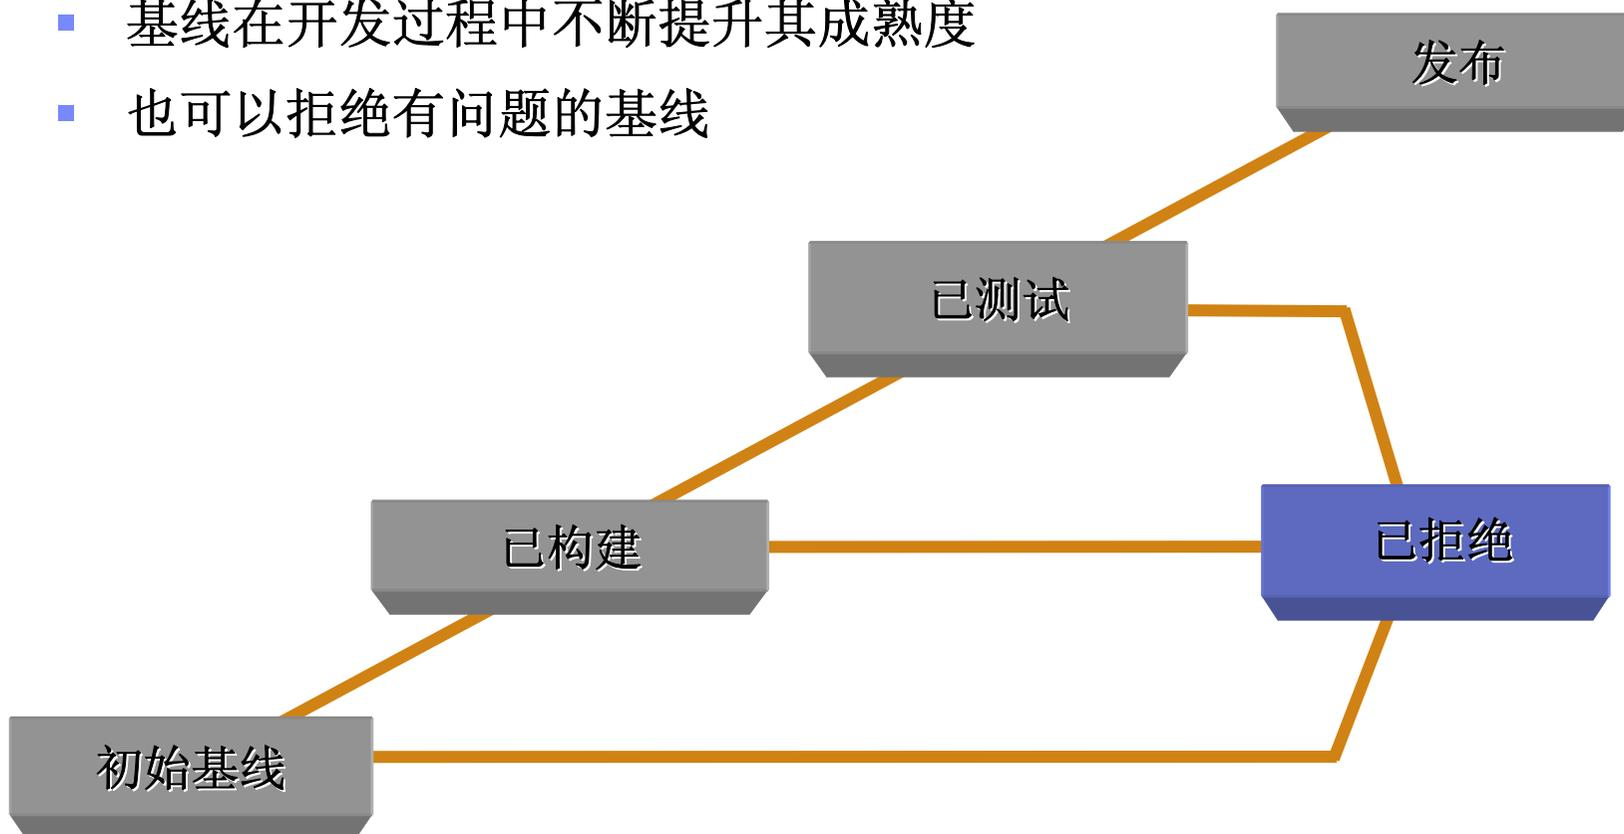 基线在开发过程中不断提升其成熟度
也可以拒绝有问题的基线
发布
已测试
已构建
已拒绝
初始基线